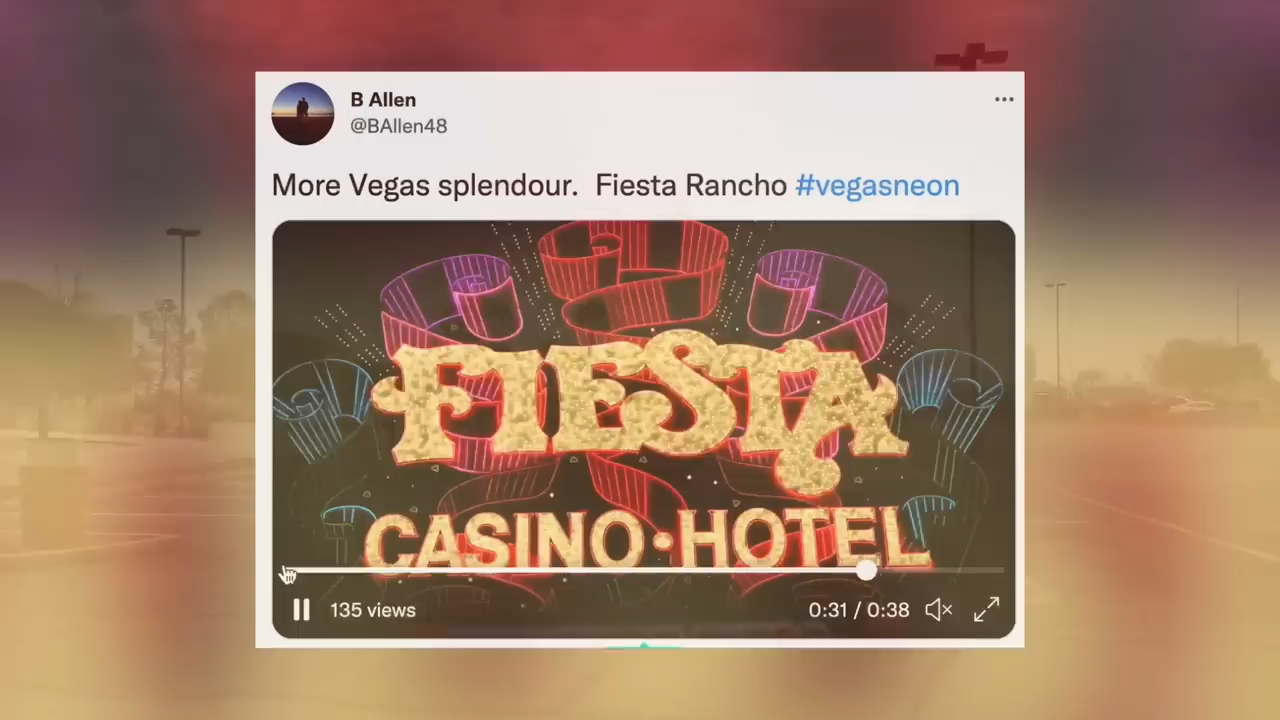 B Allen
@BAllen48
More Vegas splendour. Fiesta Rancho #vegasneon
FIESTA
CASINO·HOTEL
135 views
0:31 / 0:38